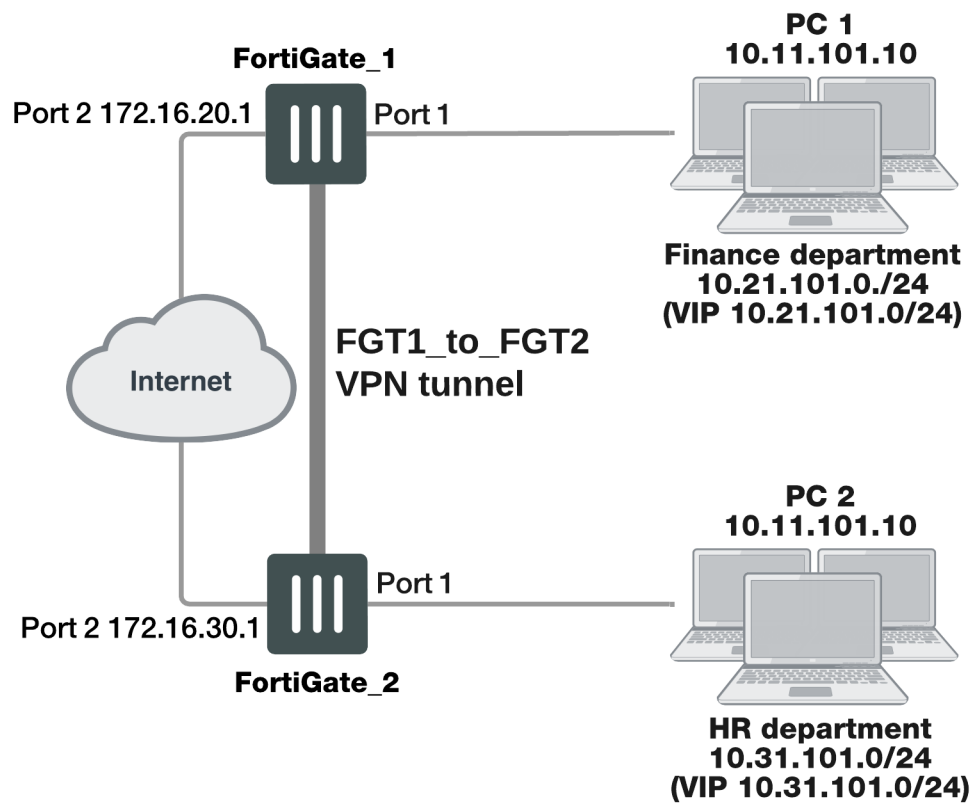 PC 1
10.11.101.10
FortiGate_1
Port 2 172.16.20.1
Port 1
Finance department
10.21.101.0./24
(VIP 10.21.101.0/24)
Internet
FGT1_to_FGT2
VPN tunnel
PC 2
10.11.101.10
Port 1
Port 2 172.16.30.1
FortiGate_2
HR department
10.31.101.0/24
(VIP 10.31.101.0/24)